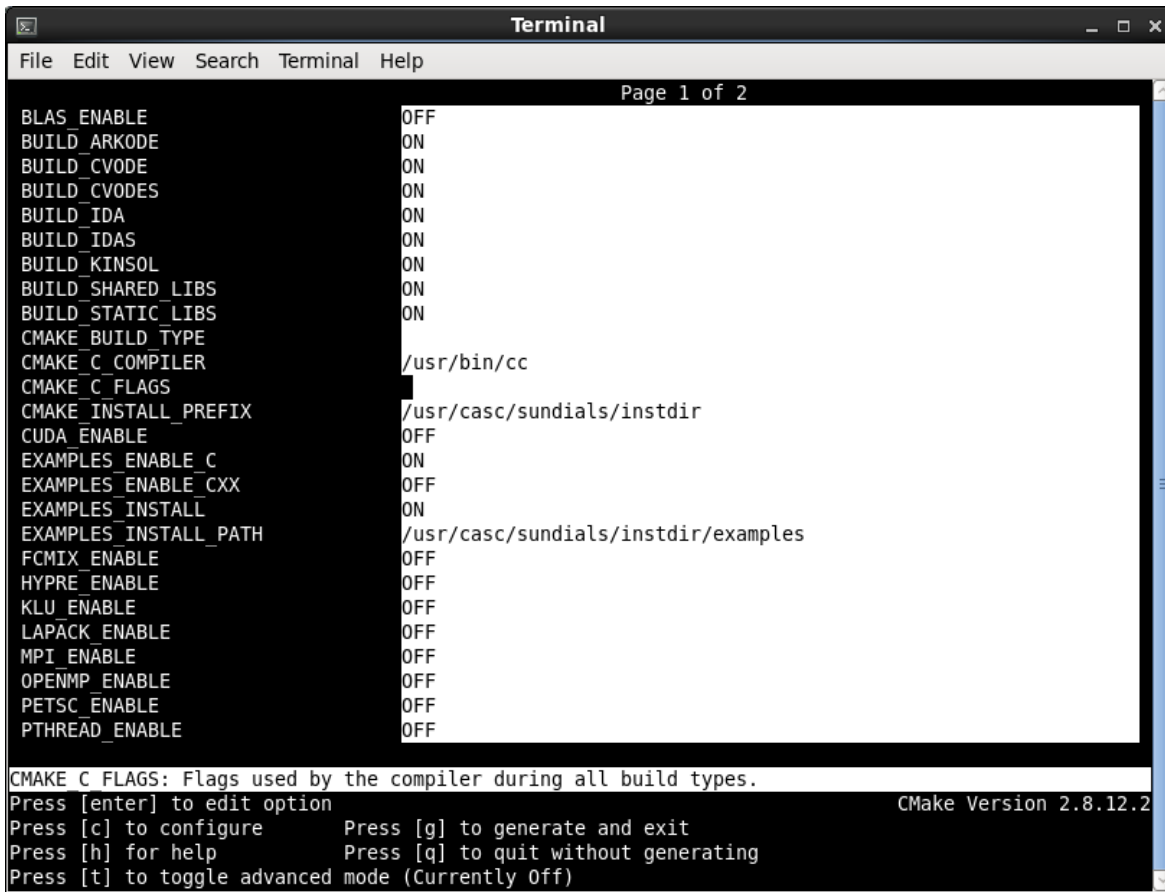 Terminal
File Edit View Search Terminal Help
Page 1 of 2
BLAS_ENABLE OFF
BUILD_ARKODE ON
BUILD_CVODE ON
BUILD_CVODES ON
BUILD_IDA ON
BUILD_IDAS ON
BUILD_KINSOL ON
BUILD_SHARED_LIBS ON
BUILD_STATIC_LIBS ON
CMAKE_BUILD_TYPE
CMAKE_C_COMPILER /usr/bin/cc
CMAKE_C_FLAGS
CMAKE_INSTALL_PREFIX /usr/casc/sundials/instdir
CUDA_ENABLE OFF
EXAMPLES_ENABLE_C ON
EXAMPLES_ENABLE_CXX OFF
EXAMPLES_INSTALL ON
EXAMPLES_INSTALL_PATH /usr/casc/sundials/instdir/examples
FCMIX_ENABLE OFF
HYPRE_ENABLE OFF
KLU_ENABLE OFF
LAPACK_ENABLE OFF
MPI_ENABLE OFF
OPENMP_ENABLE OFF
PETSC_ENABLE OFF
PTHREAD_ENABLE OFF
CMAKE_C_FLAGS: Flags used by the compiler during all build types.
Press [enter] to edit option CMake Version 2.8.12.2
Press [c] to configure Press [g] to generate and exit
Press [h] for help Press [q] to quit without generating
Press [t] to toggle advanced mode (Currently Off)